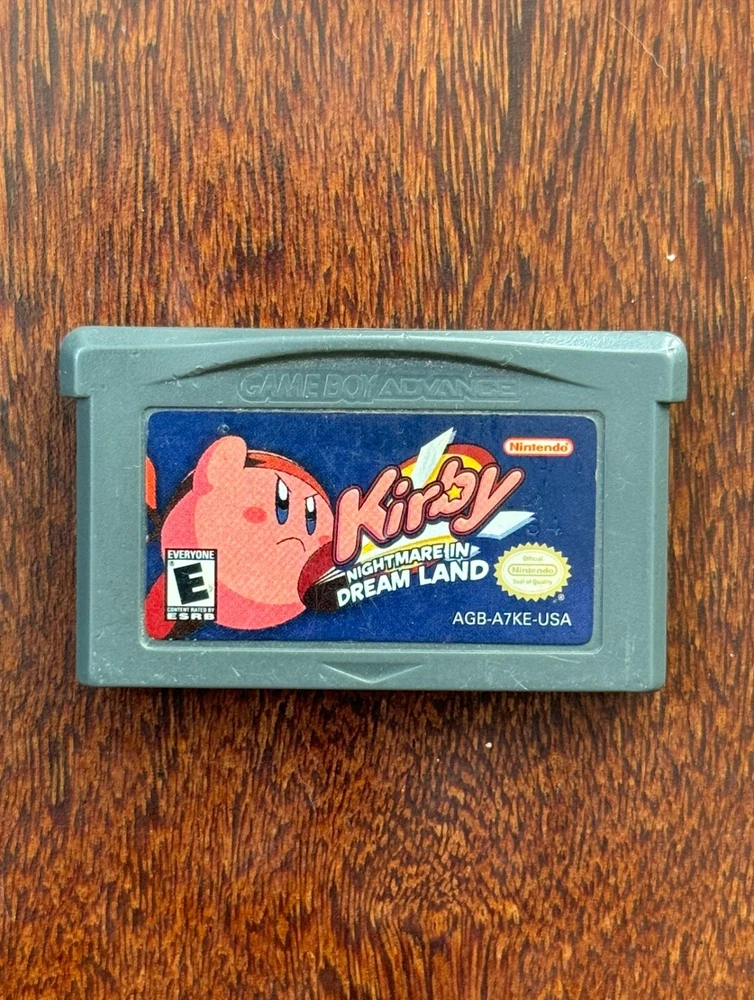 GAME BOY ADVANCE
Nintendo
Kirby
NIGHTMARE IN
DREAM LAND
EVERYONE
E
CONTENT RATED BY
ESRB
Official
Nintendo
Seal of Quality
®
AGB-A7KE-USA